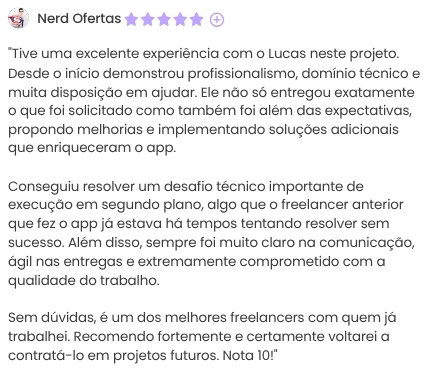 Nerd Ofertas
"Tive uma excelente experiência com o Lucas neste projeto.
Desde o início demonstrou profissionalismo, domínio técnico e
muita disposição em ajudar. Ele não só entregou exatamente
o que foi solicitado como também foi além das expectativas,
propondo melhorias e implementando soluções adicionais
que enriqueceram o app.

Conseguiu resolver um desafio técnico importante de
execução em segundo plano, algo que o freelancer anterior
que fez o app já estava há tempos tentando resolver sem
sucesso. Além disso, sempre foi muito claro na comunicação,
ágil nas entregas e extremamente comprometido com a
qualidade do trabalho.

Sem dúvidas, é um dos melhores freelancers com quem já
trabalhei. Recomendo fortemente e certamente voltarei a
contratá-lo em projetos futuros. Nota 10!"